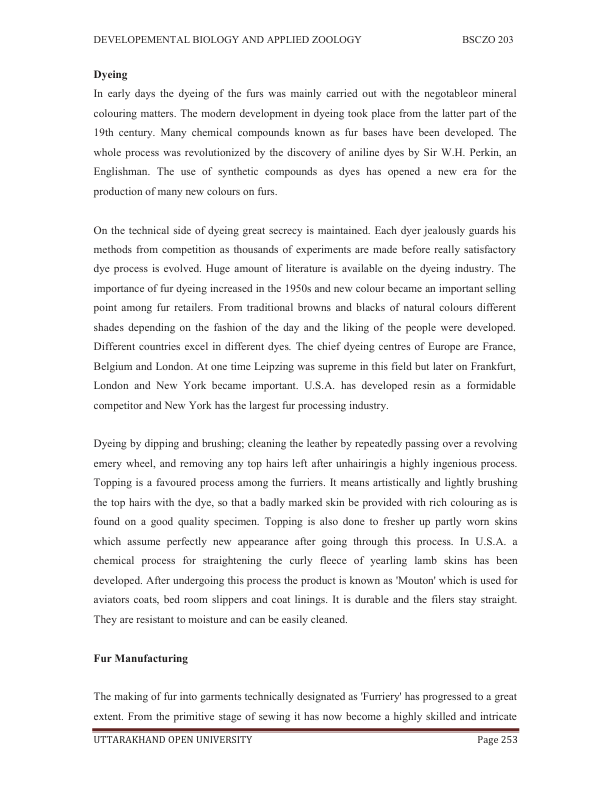 DEVELOPEMENTAL BIOLOGY AND APPLIED ZOOLOGY BSCZO 203
Dyeing
In early days the dyeing of the furs was mainly carried out with the negotableor mineral
colouring matters. The modern development in dyeing took place from the latter part of the
19th century. Many chemical compounds known as fur bases have been developed. The
whole process was revolutionized by the discovery of aniline dyes by Sir W.H. Perkin, an
Englishman. The use of synthetic compounds as dyes has opened a new era for the
production of many new colours on furs.
On the technical side of dyeing great secrecy is maintained. Each dyer jealously guards his
methods from competition as thousands of experiments are made before really satisfactory
dye process is evolved. Huge amount of literature is available on the dyeing industry. The
importance of fur dyeing increased in the 1950s and new colour became an important selling
point among fur retailers. From traditional browns and blacks of natural colours different
shades depending on the fashion of the day and the liking of the people were developed.
Different countries excel in different dyes. The chief dyeing centres of Europe are France,
Belgium and London. At one time Leipzing was supreme in this field but later on Frankfurt,
London and New York became important. U.S.A. has developed resin as a formidable
competitor and New York has the largest fur processing industry.
Dyeing by dipping and brushing; cleaning the leather by repeatedly passing over a revolving
emery wheel, and removing any top hairs left after unhairingis a highly ingenious process.
Topping is a favoured process among the furriers. It means artistically and lightly brushing
the top hairs with the dye, so that a badly marked skin be provided with rich colouring as is
found on a good quality specimen. Topping is also done to fresher up partly worn skins
which assume perfectly new appearance after going through this process. In U.S.A. a
chemical process for straightening the curly fleece of yearling lamb skins has been
developed. After undergoing this process the product is known as 'Mouton' which is used for
aviators coats, bed room slippers and coat linings. It is durable and the filers stay straight.
They are resistant to moisture and can be easily cleaned.
Fur Manufacturing
The making of fur into garments technically designated as 'Furriery' has progressed to a great
extent. From the primitive stage of sewing it has now become a highly skilled and intricate
UTTARAKHAND OPEN UNIVERSITY Page 253